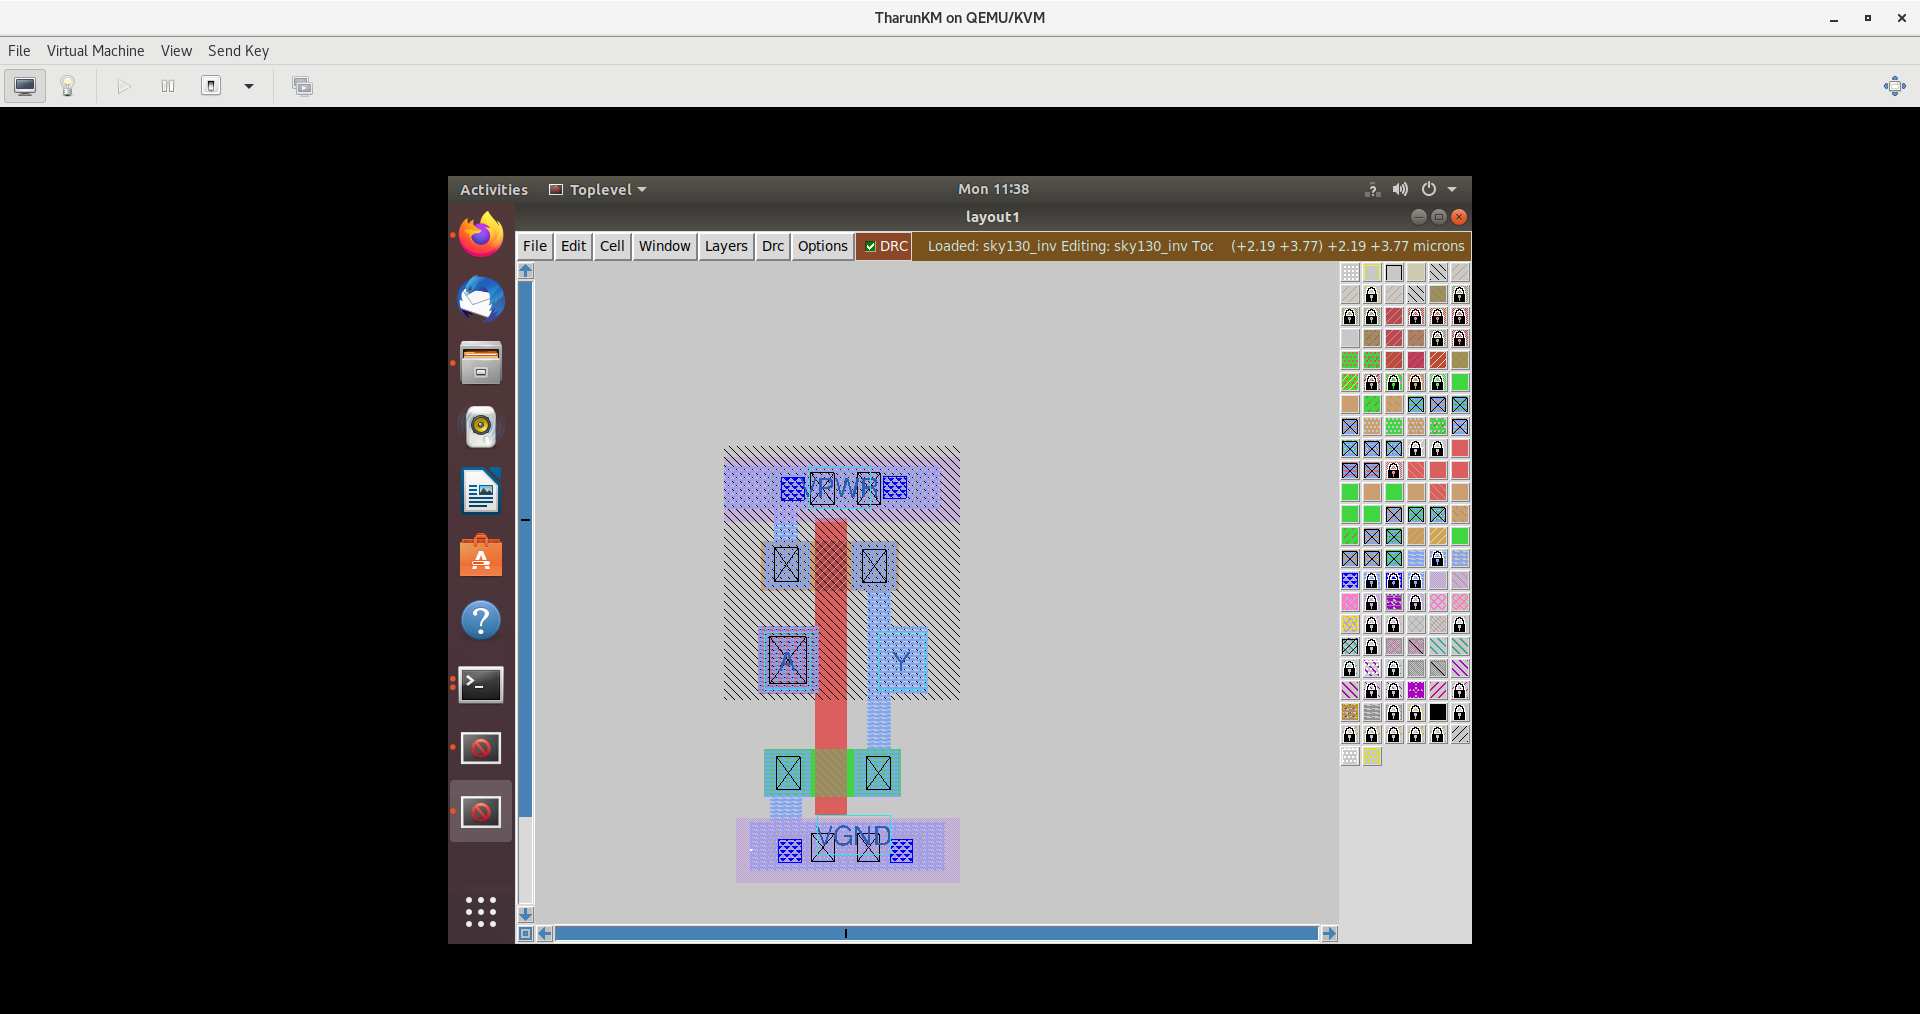 TharunKM on QEMU/KVM
File Virtual Machine View Send Key
Activities Toplevel Mon 11:38
layout1
File Edit Cell Window Layers Drc Options DRC Loaded: sky130_inv Editing: sky130_inv Toc (+2.19 +3.77) +2.19 +3.77 microns
VPWR
A Y
VGND